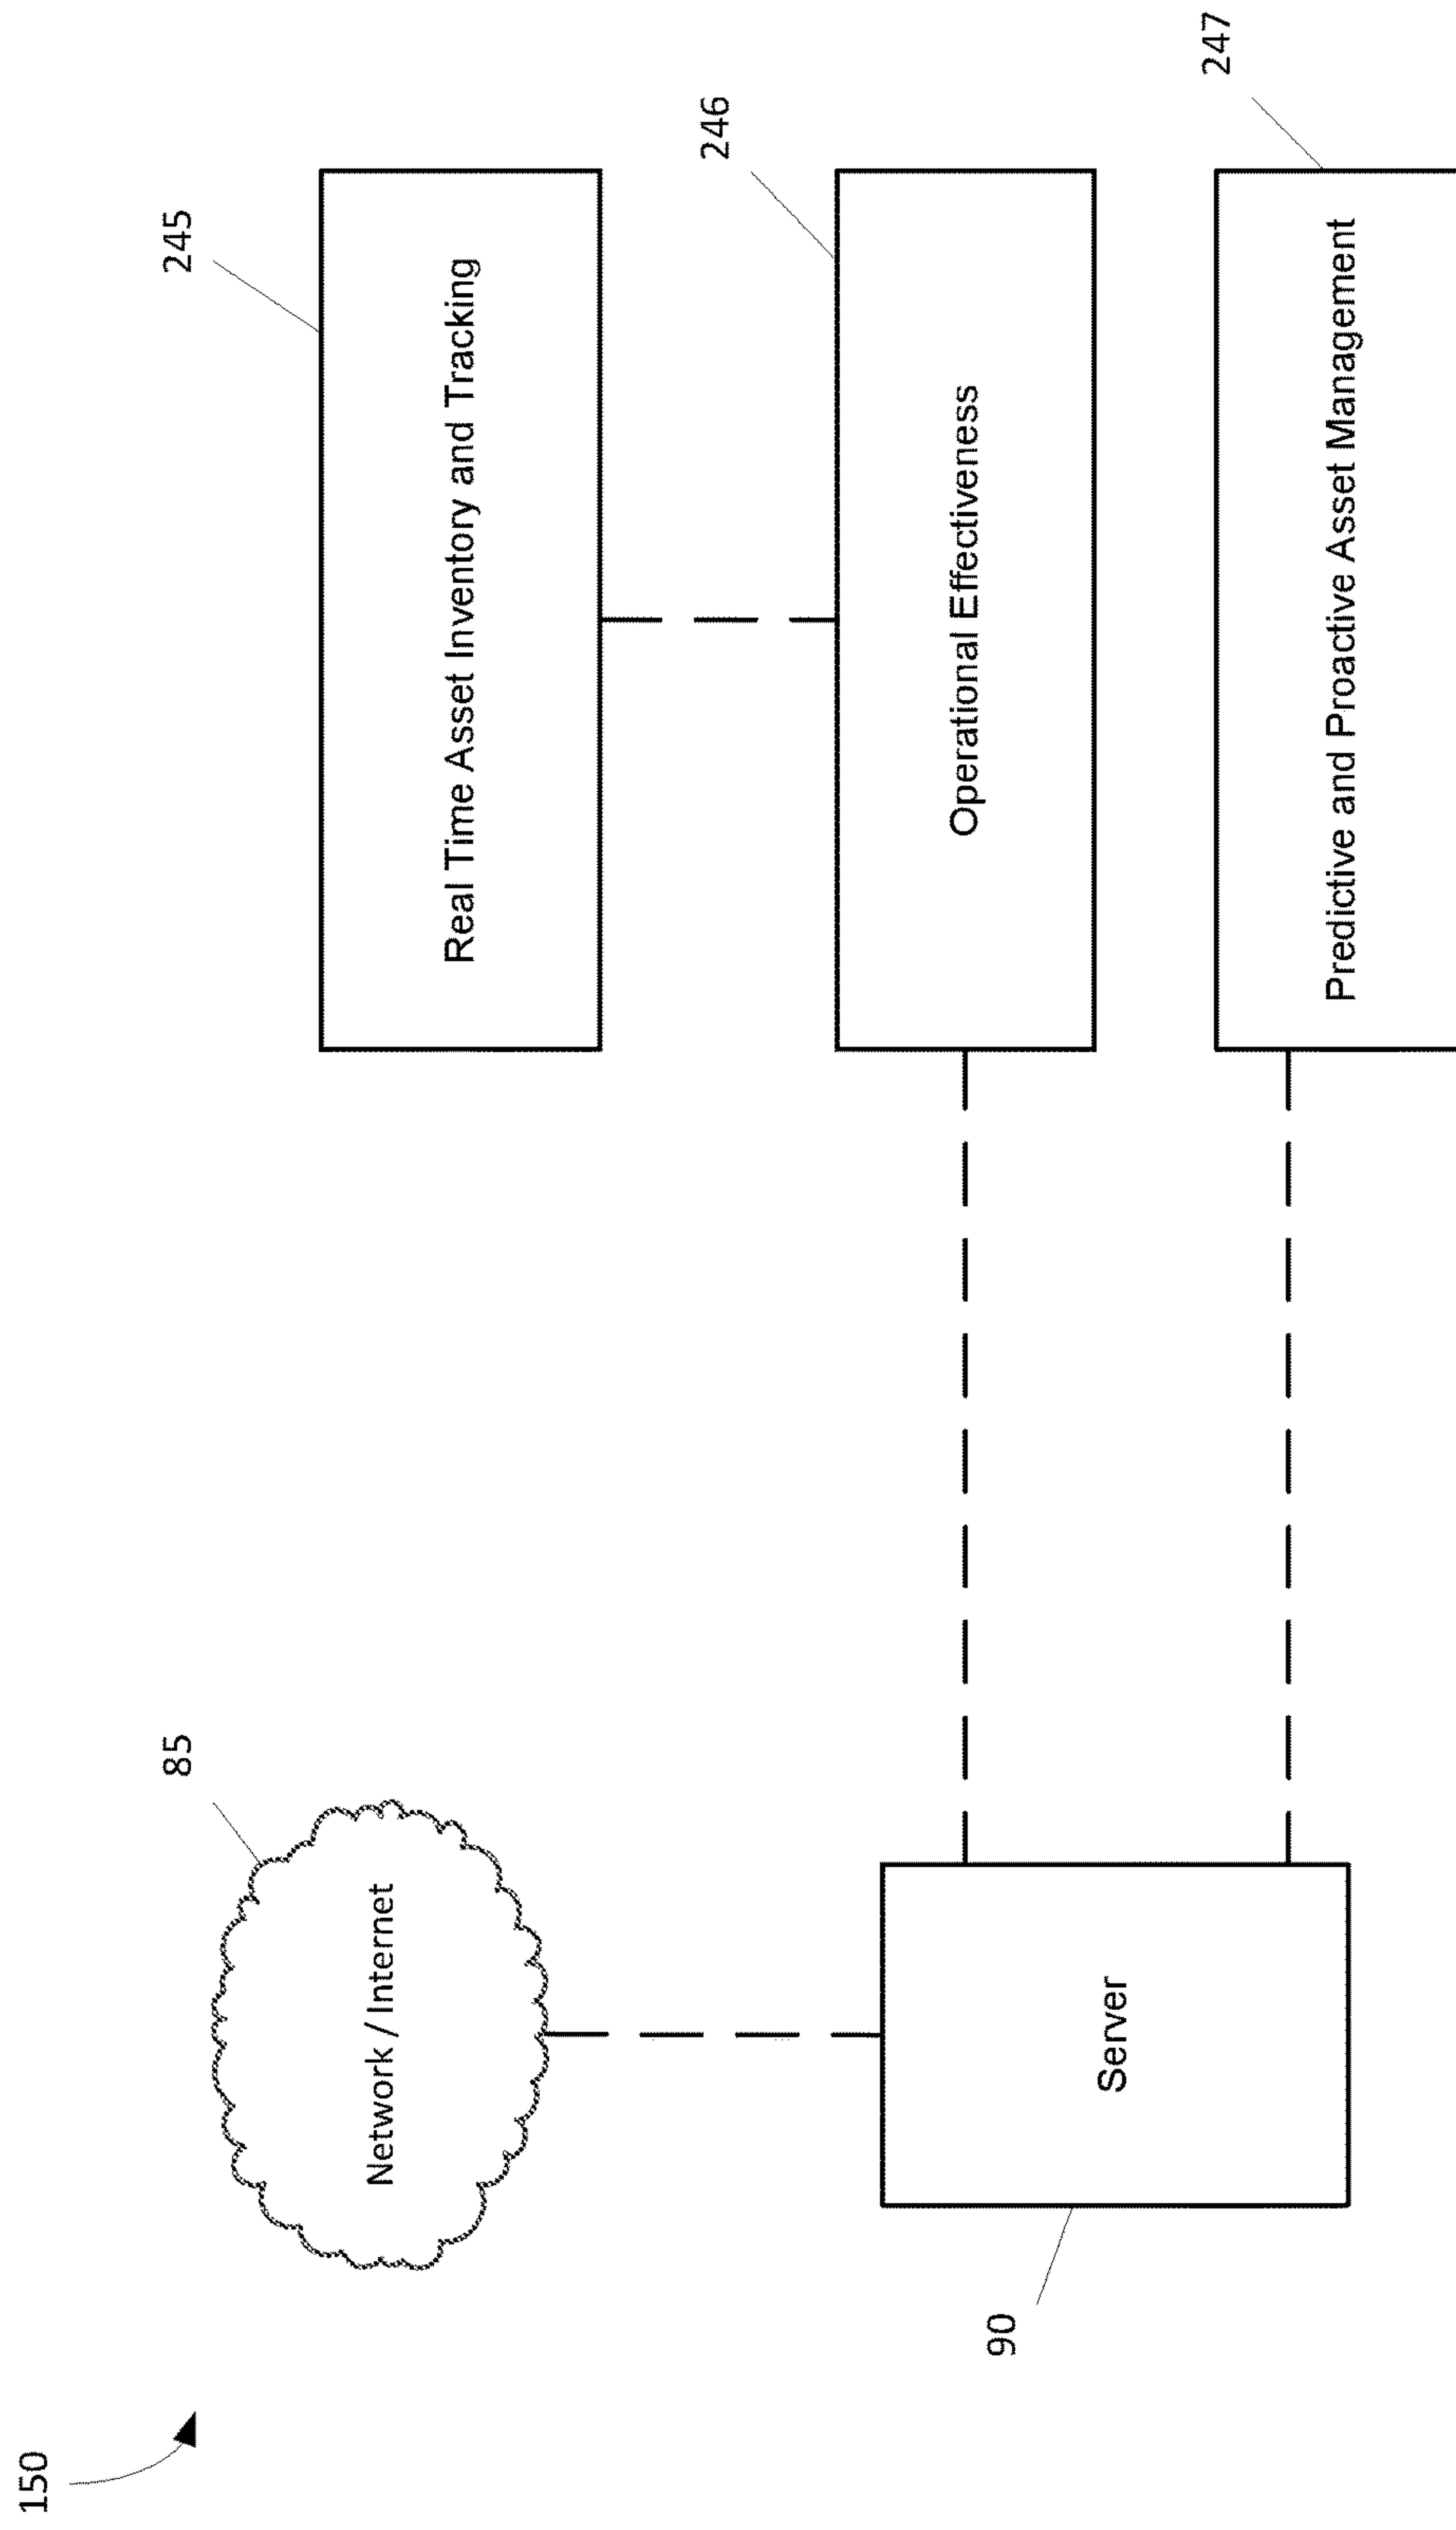 150
85
Network / Internet
90
Server
245
Real Time Asset Inventory and Tracking
246
Operational Effectiveness
247
Predictive and Proactive Asset Management